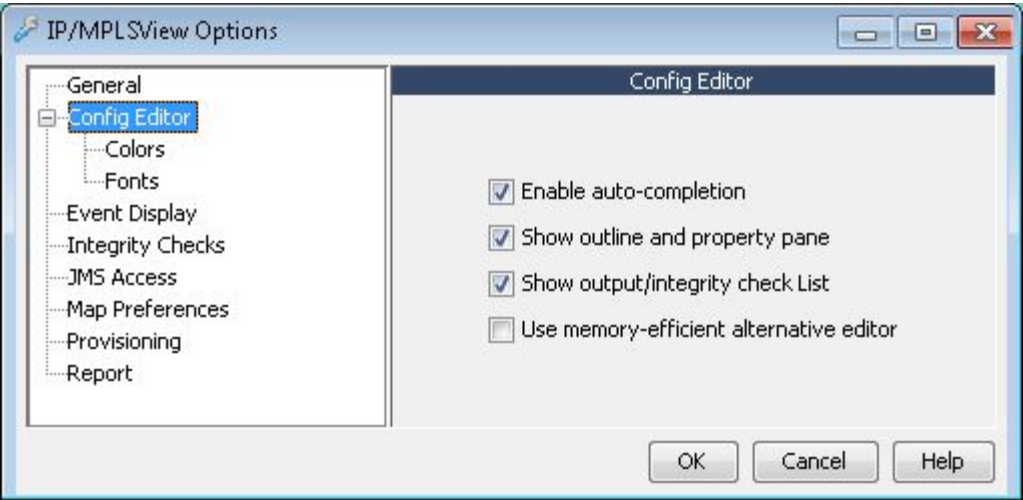 IP/MPLSView Options
General
Config Editor
Colors
Fonts
Event Display
Integrity Checks
JMS Access
Map Preferences
Provisioning
Report
Config Editor
Enable auto-completion
Show outline and property pane
Show output/integrity check List
Use memory-efficient alternative editor
OK Cancel Help